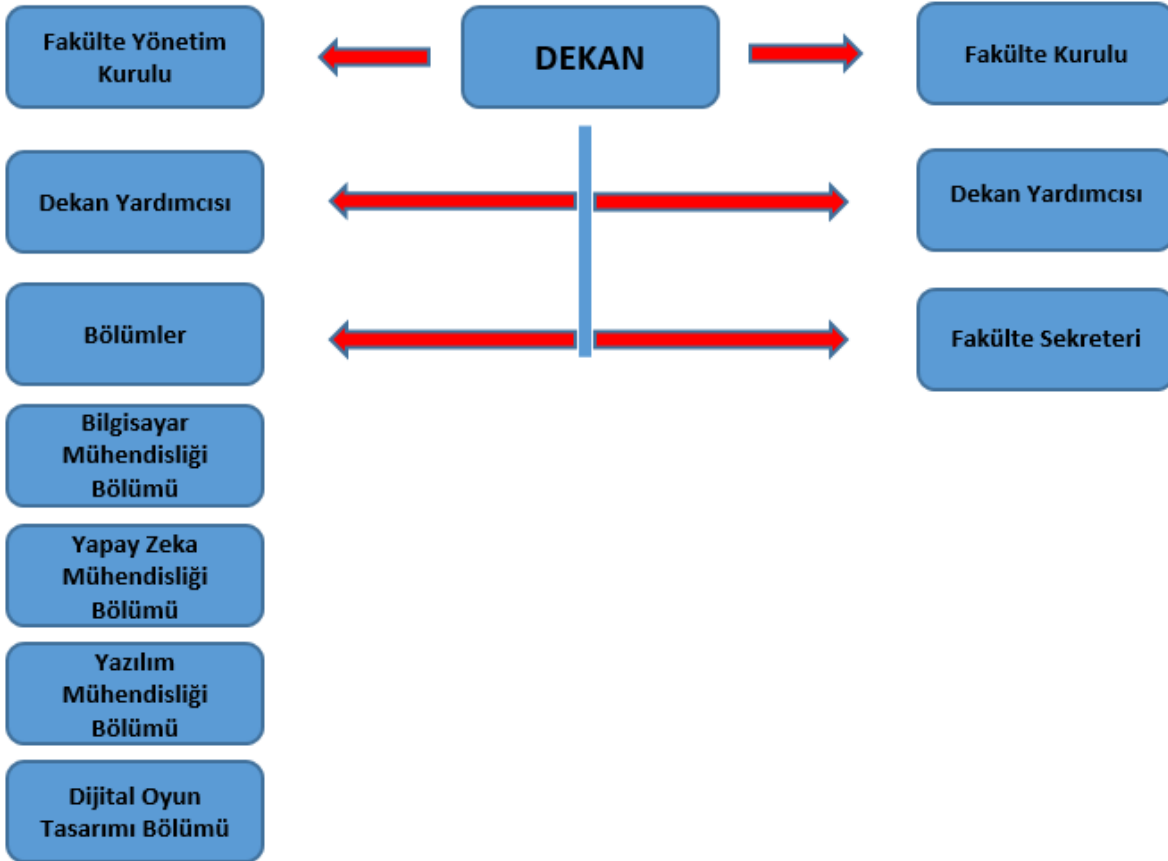 Fakülte Yönetim
Kurulu
DEKAN
Fakülte Kurulu
Dekan Yardımcısı
Dekan Yardımcısı
Bölümler
Fakülte Sekreteri
Bilgisayar
Mühendisliği
Bölümü
Yapay Zeka
Mühendisliği
Bölümü
Yazılım
Mühendisliği
Bölümü
Dijital Oyun
Tasarımı Bölümü